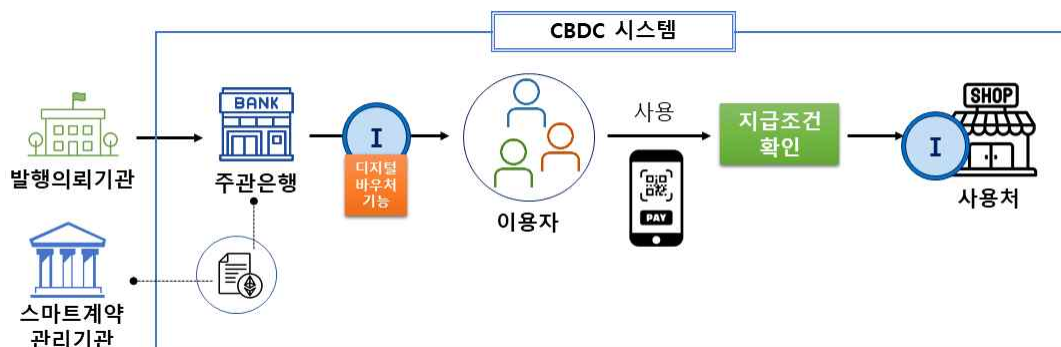 CBDC 시스템
발행의뢰기관
BANK
주관은행
I
디지털
바우처
기능
이용자
사용
PAY
지급조건
확인
I
SHOP
사용처
스마트계약
관리기관